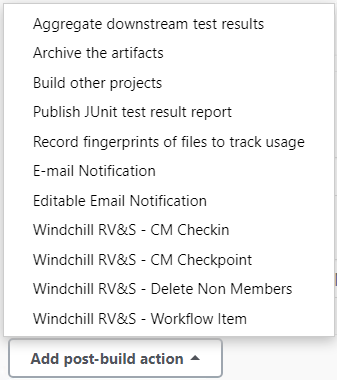 Aggregate downstream test results
Archive the artifacts
Build other projects
Publish JUnit test result report
Record fingerprints of files to track usage
E-mail Notification
Editable Email Notification
Windchill RV&S - CM Checkin
Windchill RV&S - CM Checkpoint
Windchill RV&S - Delete Non Members
Windchill RV&S - Workflow Item
Add post-build action